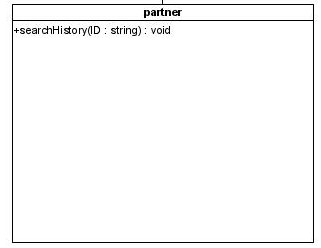 partner
+searchHistory(ID : string) : void